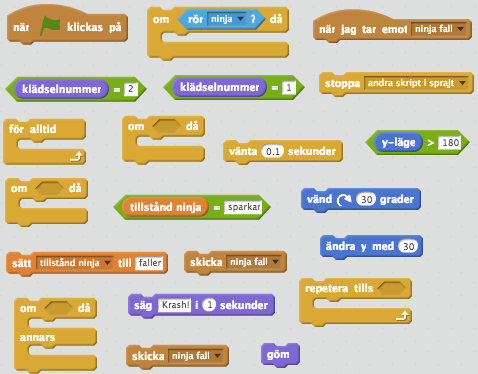 när klickas på
om rör ninja ? då
när jag tar emot ninja fall
klädselnummer = 2
klädselnummer = 1
stoppa andra skript i sprajt
för alltid
om då
vänta 0.1 sekunder
y-läge > 180
om då
tillstånd ninja = sparkar
vänd 30 grader
ändra y med 30
sätt tillstånd ninja till faller
skicka ninja fall
repetera tills
om då
annars
säg Krash! i 1 sekunder
skicka ninja fall
göm